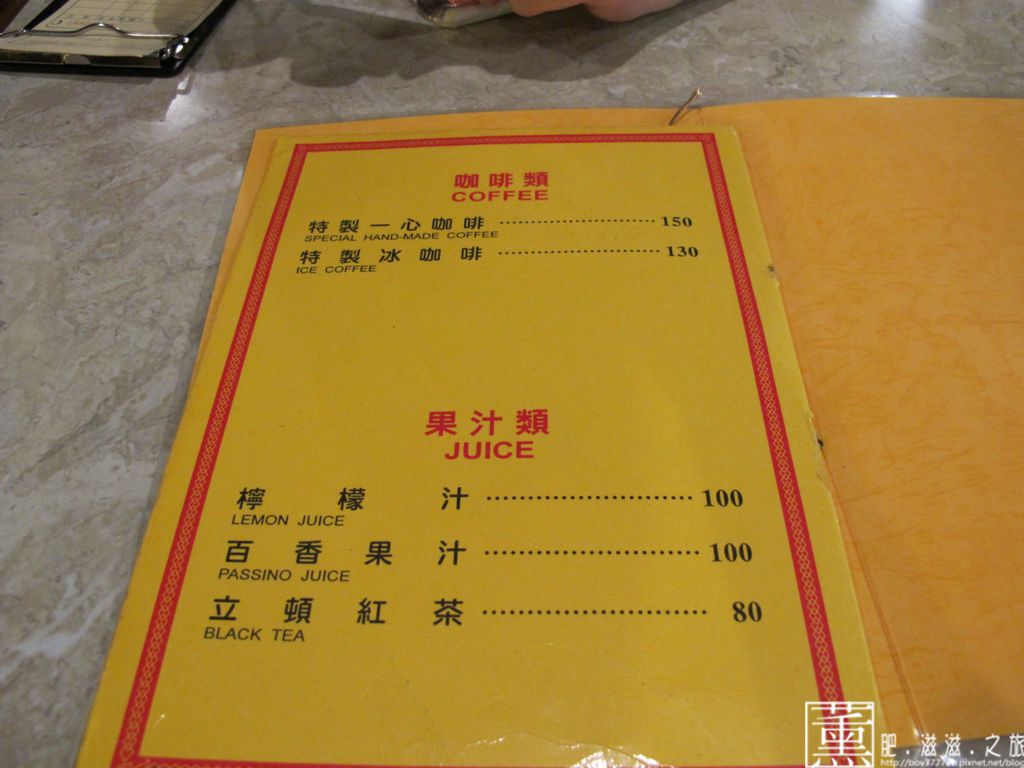 咖啡類
COFFEE
特製一心咖啡 150
SPECIAL HAND-MADE COFFEE
特製冰咖啡 130
ICE COFFEE
果汁類
JUICE
檸檬汁 100
LEMON JUICE
百香果汁 100
PASSINO JUICE
立頓紅茶 80
BLACK TEA
薰 肥.滋滋.之旅